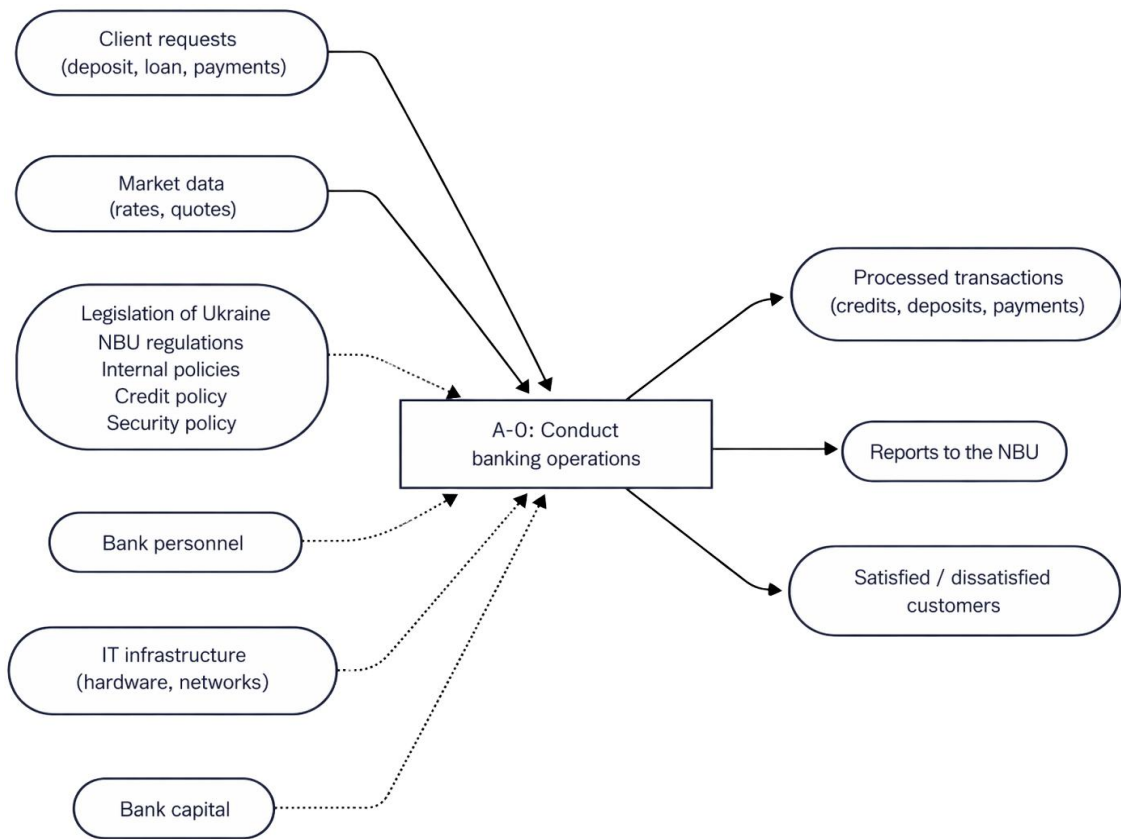 Client requests
(deposit, loan, payments)
Market data
(rates, quotes)
Legislation of Ukraine
NBU regulations
Internal policies
Credit policy
Security policy
Bank personnel
IT infrastructure
(hardware, networks)
Bank capital
A-0: Conduct
banking operations
Processed transactions
(credits, deposits, payments)
Reports to the NBU
Satisfied / dissatisfied
customers